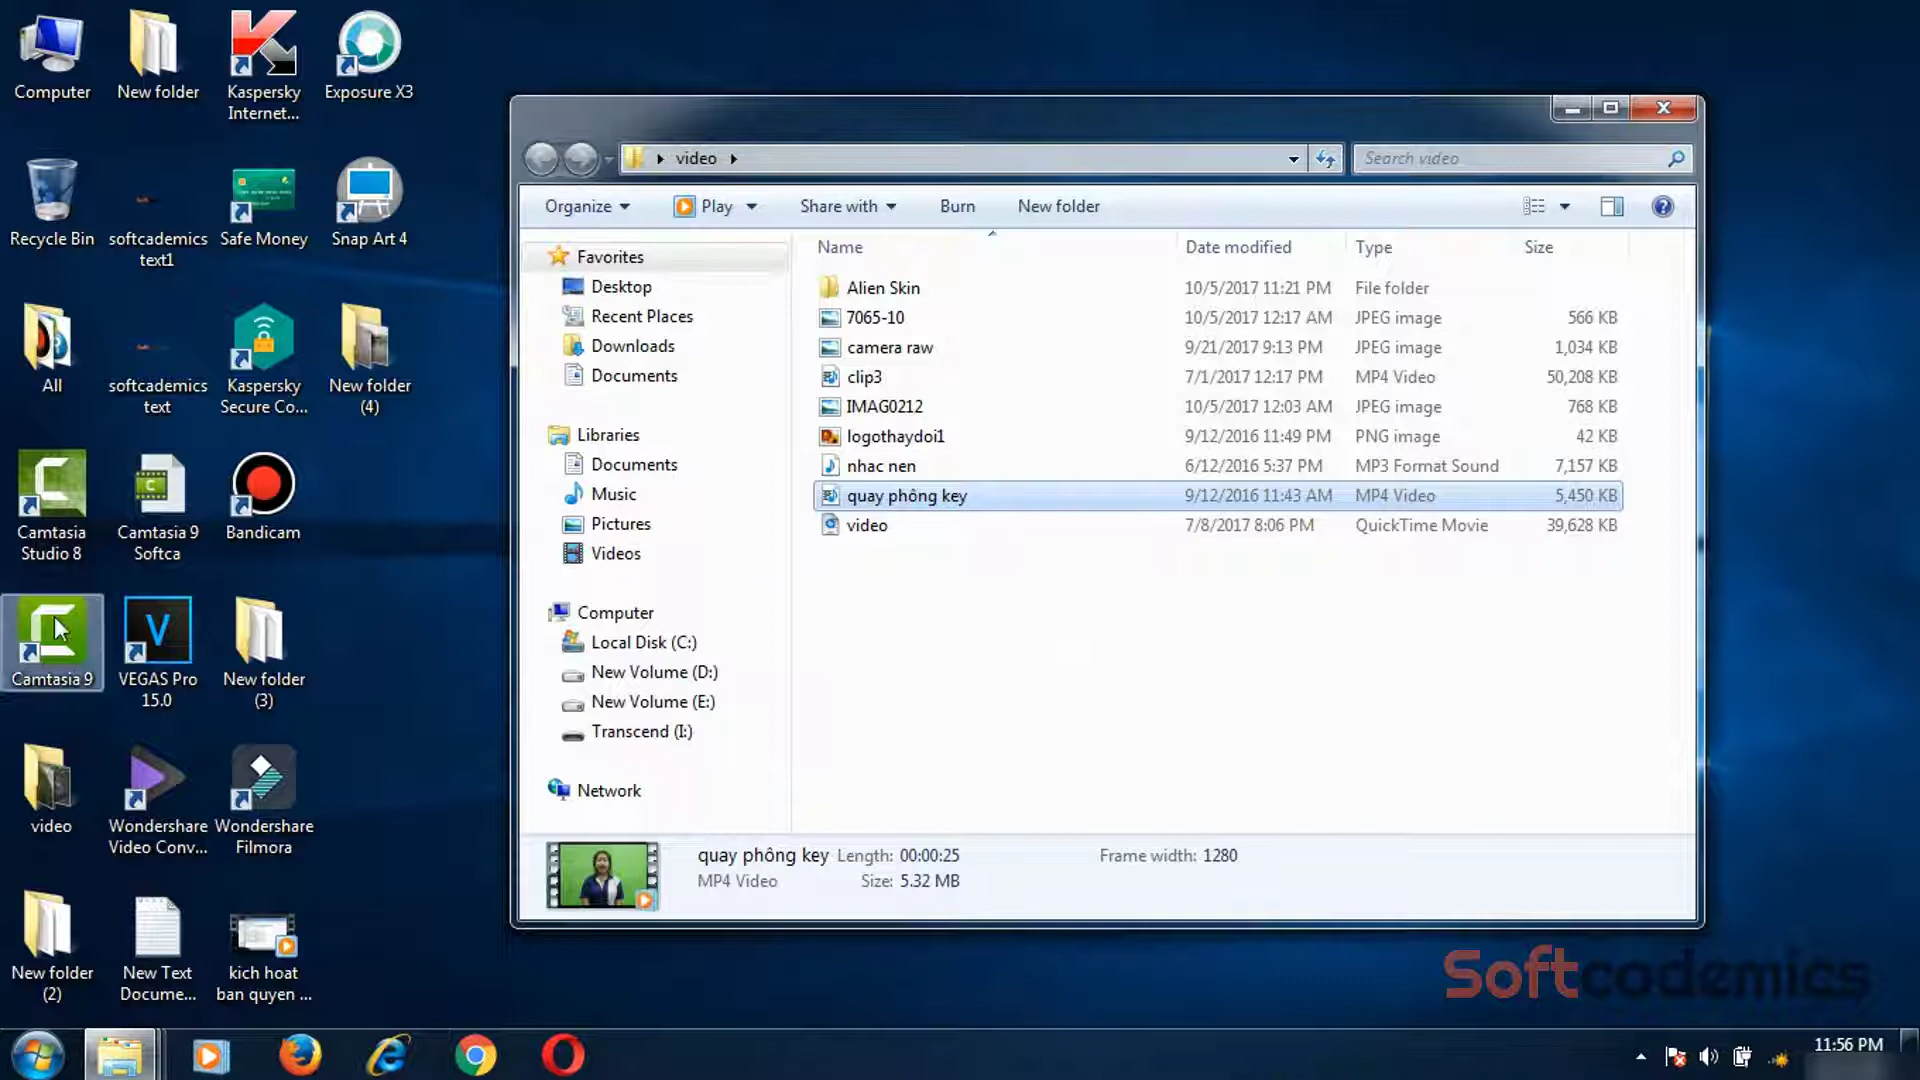 Computer
New folder
Kaspersky
Internet...
Exposure X3
Recycle Bin
softcademics
text1
Safe Money
Snap Art 4
All
softcademics
text
Kaspersky
Secure Co...
New folder
(4)
Camtasia
Studio 8
Camtasia 9
Softca
Bandicam
Camtasia 9
VEGAS Pro
15.0
New folder
(3)
video
Wondershare
Video Conv...
Wondershare
Filmora
New folder
(2)
New Text
Docume...
kich hoat
ban quyen ...
video
Search video
Organize
Play
Share with
Burn
New folder
Name
Date modified
Type
Size
Favorites
Desktop
Recent Places
Downloads
Documents
Libraries
Documents
Music
Pictures
Videos
Computer
Local Disk (C:)
New Volume (D:)
New Volume (E:)
Transcend (I:)
Network
Alien Skin 10/5/2017 11:21 PM File folder
7065-10 10/5/2017 12:17 AM JPEG image 566 KB
camera raw 9/21/2017 9:13 PM JPEG image 1,034 KB
clip3 7/1/2017 12:17 PM MP4 Video 50,208 KB
IMAG0212 10/5/2017 12:03 AM JPEG image 768 KB
logothaydoi1 9/12/2016 11:49 PM PNG image 42 KB
nhac nen 6/12/2016 5:37 PM MP3 Format Sound 7,157 KB
quay phông key 9/12/2016 11:43 AM MP4 Video 5,450 KB
video 7/8/2017 8:06 PM QuickTime Movie 39,628 KB
quay phông key Length: 00:00:25 Frame width: 1280
MP4 Video Size: 5.32 MB
Softcademics
11:56 PM